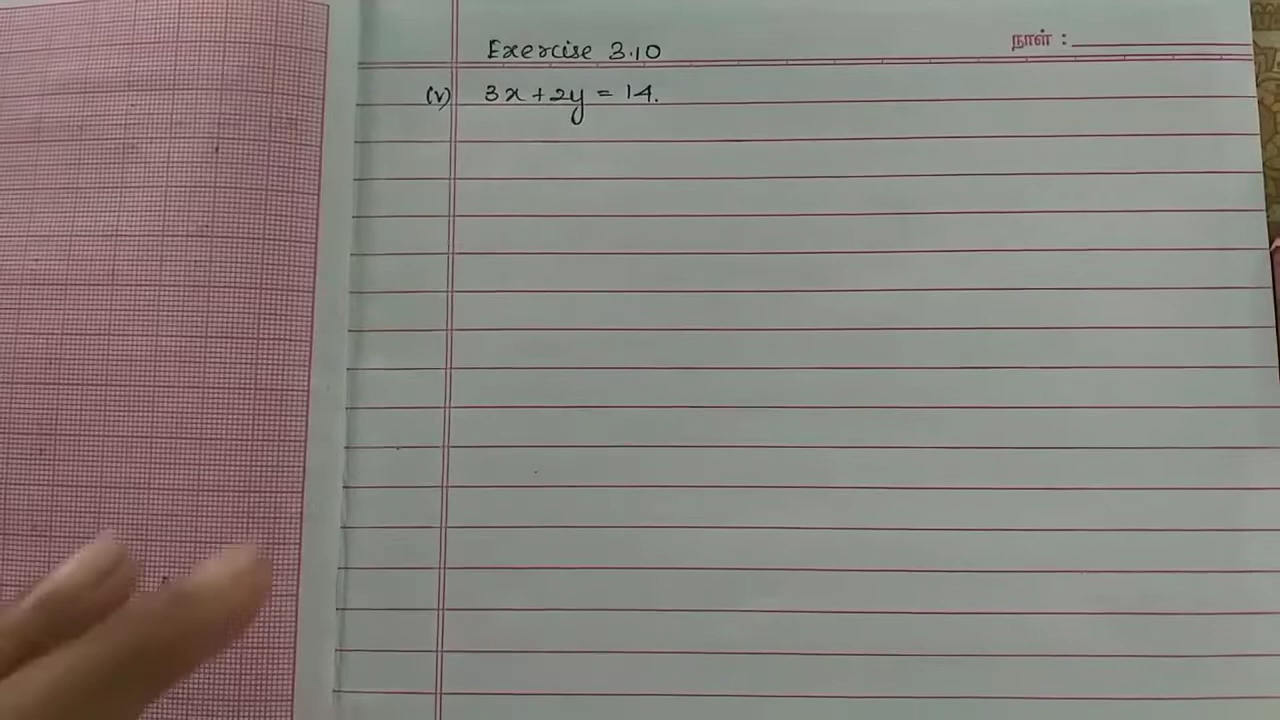 Exercise 3.10
நாள் :
(v) 3x + 2y = 14.